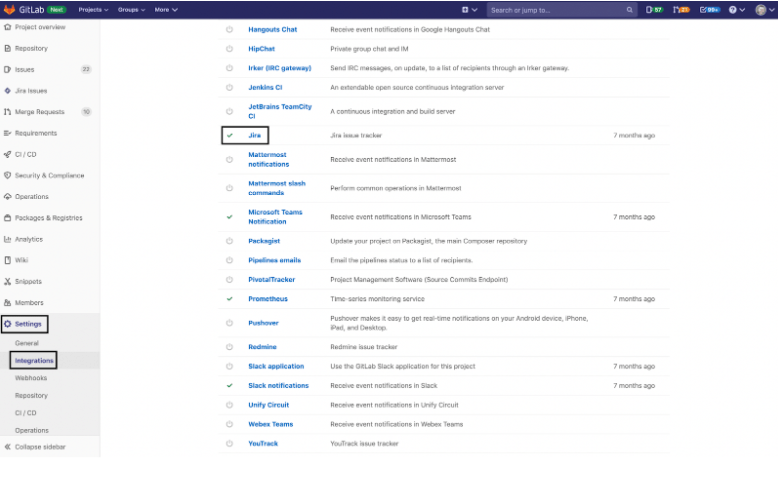 GitLab Next Projects Groups More Search or jump to... 57 99+
Project overview
Repository
Issues 22
Jira Issues
Merge Requests 10
Requirements
CI / CD
Security & Compliance
Operations
Packages & Registries
Analytics
Wiki
Snippets
Members
Settings
General
Integrations
Webhooks
Repository
CI / CD
Operations
Collapse sidebar
Hangouts Chat Receive event notifications in Google Hangouts Chat
HipChat Private group chat and IM
Irker (IRC gateway) Send IRC messages, on update, to a list of recipients through an Irker gateway.
Jenkins CI An extendable open source continuous integration server
JetBrains TeamCity
CI A continuous integration and build server
Jira Jira issue tracker 7 months ago
Mattermost
notifications Receive event notifications in Mattermost
Mattermost slash
commands Perform common operations in Mattermost
Microsoft Teams
Notification Receive event notifications in Microsoft Teams 7 months ago
Packagist Update your project on Packagist, the main Composer repository
Pipelines emails Email the pipelines status to a list of recipients.
PivotalTracker Project Management Software (Source Commits Endpoint)
Prometheus Time-series monitoring service 7 months ago
Pushover Pushover makes it easy to get real-time notifications on your Android device, iPhone,
iPad, and Desktop.
Redmine Redmine issue tracker
Slack application Use the GitLab Slack application for this project 7 months ago
Slack notifications Receive event notifications in Slack 7 months ago
Unify Circuit Receive event notifications in Unify Circuit
Webex Teams Receive event notifications in Webex Teams
YouTrack YouTrack issue tracker